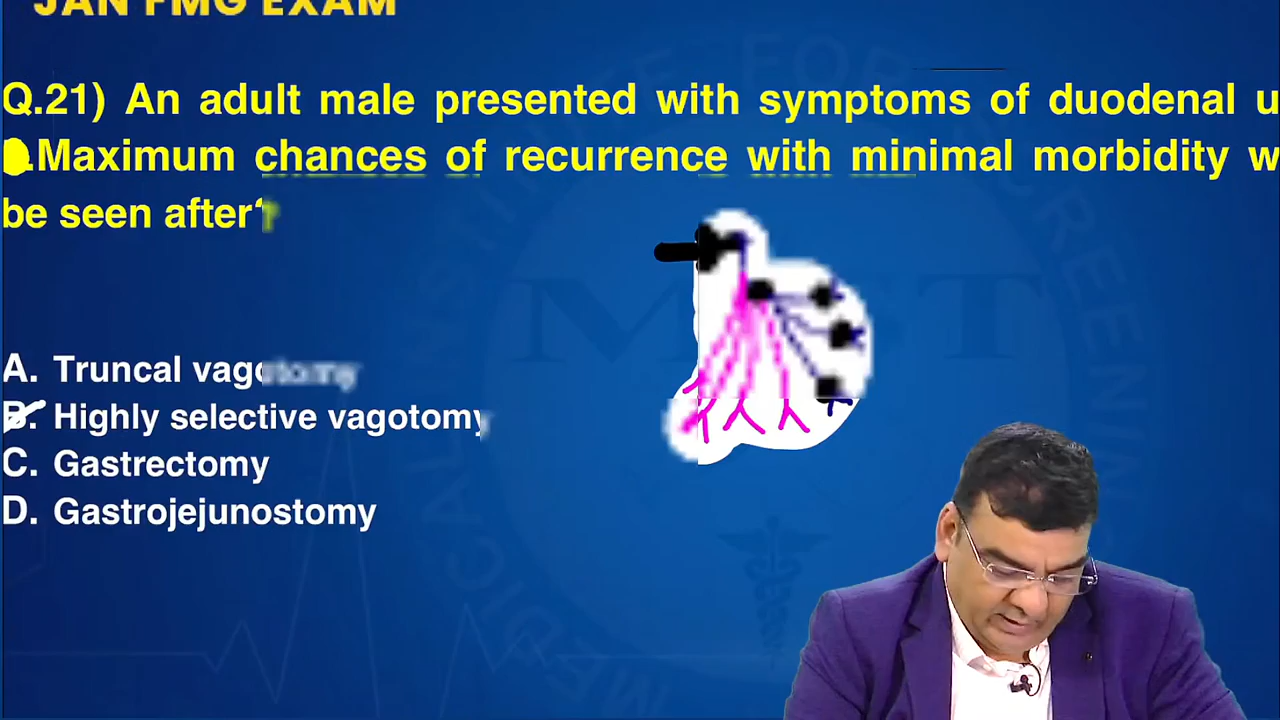 JAN FMG EXAM
Q.21) An adult male presented with symptoms of duodenal u
.Maximum chances of recurrence with minimal morbidity w
be seen after?
A. Truncal vagotomy
B. Highly selective vagotomy
C. Gastrectomy
D. Gastrojejunostomy